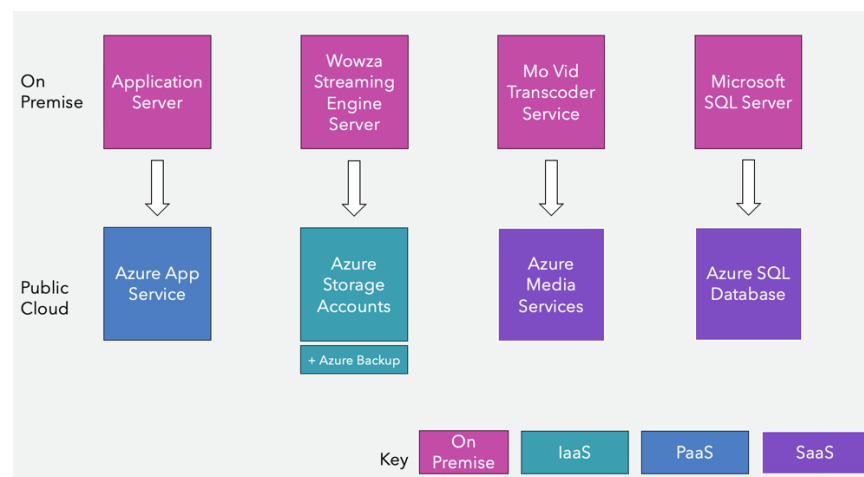 On
Premise
Application
Server
Wowza
Streaming
Engine
Server
Mo Vid
Transcoder
Service
Microsoft
SQL Server
Public
Cloud
Azure App
Service
Azure
Storage
Accounts
+ Azure Backup
Azure
Media
Services
Azure SQL
Database
Key
On
Premise
IaaS
PaaS
SaaS